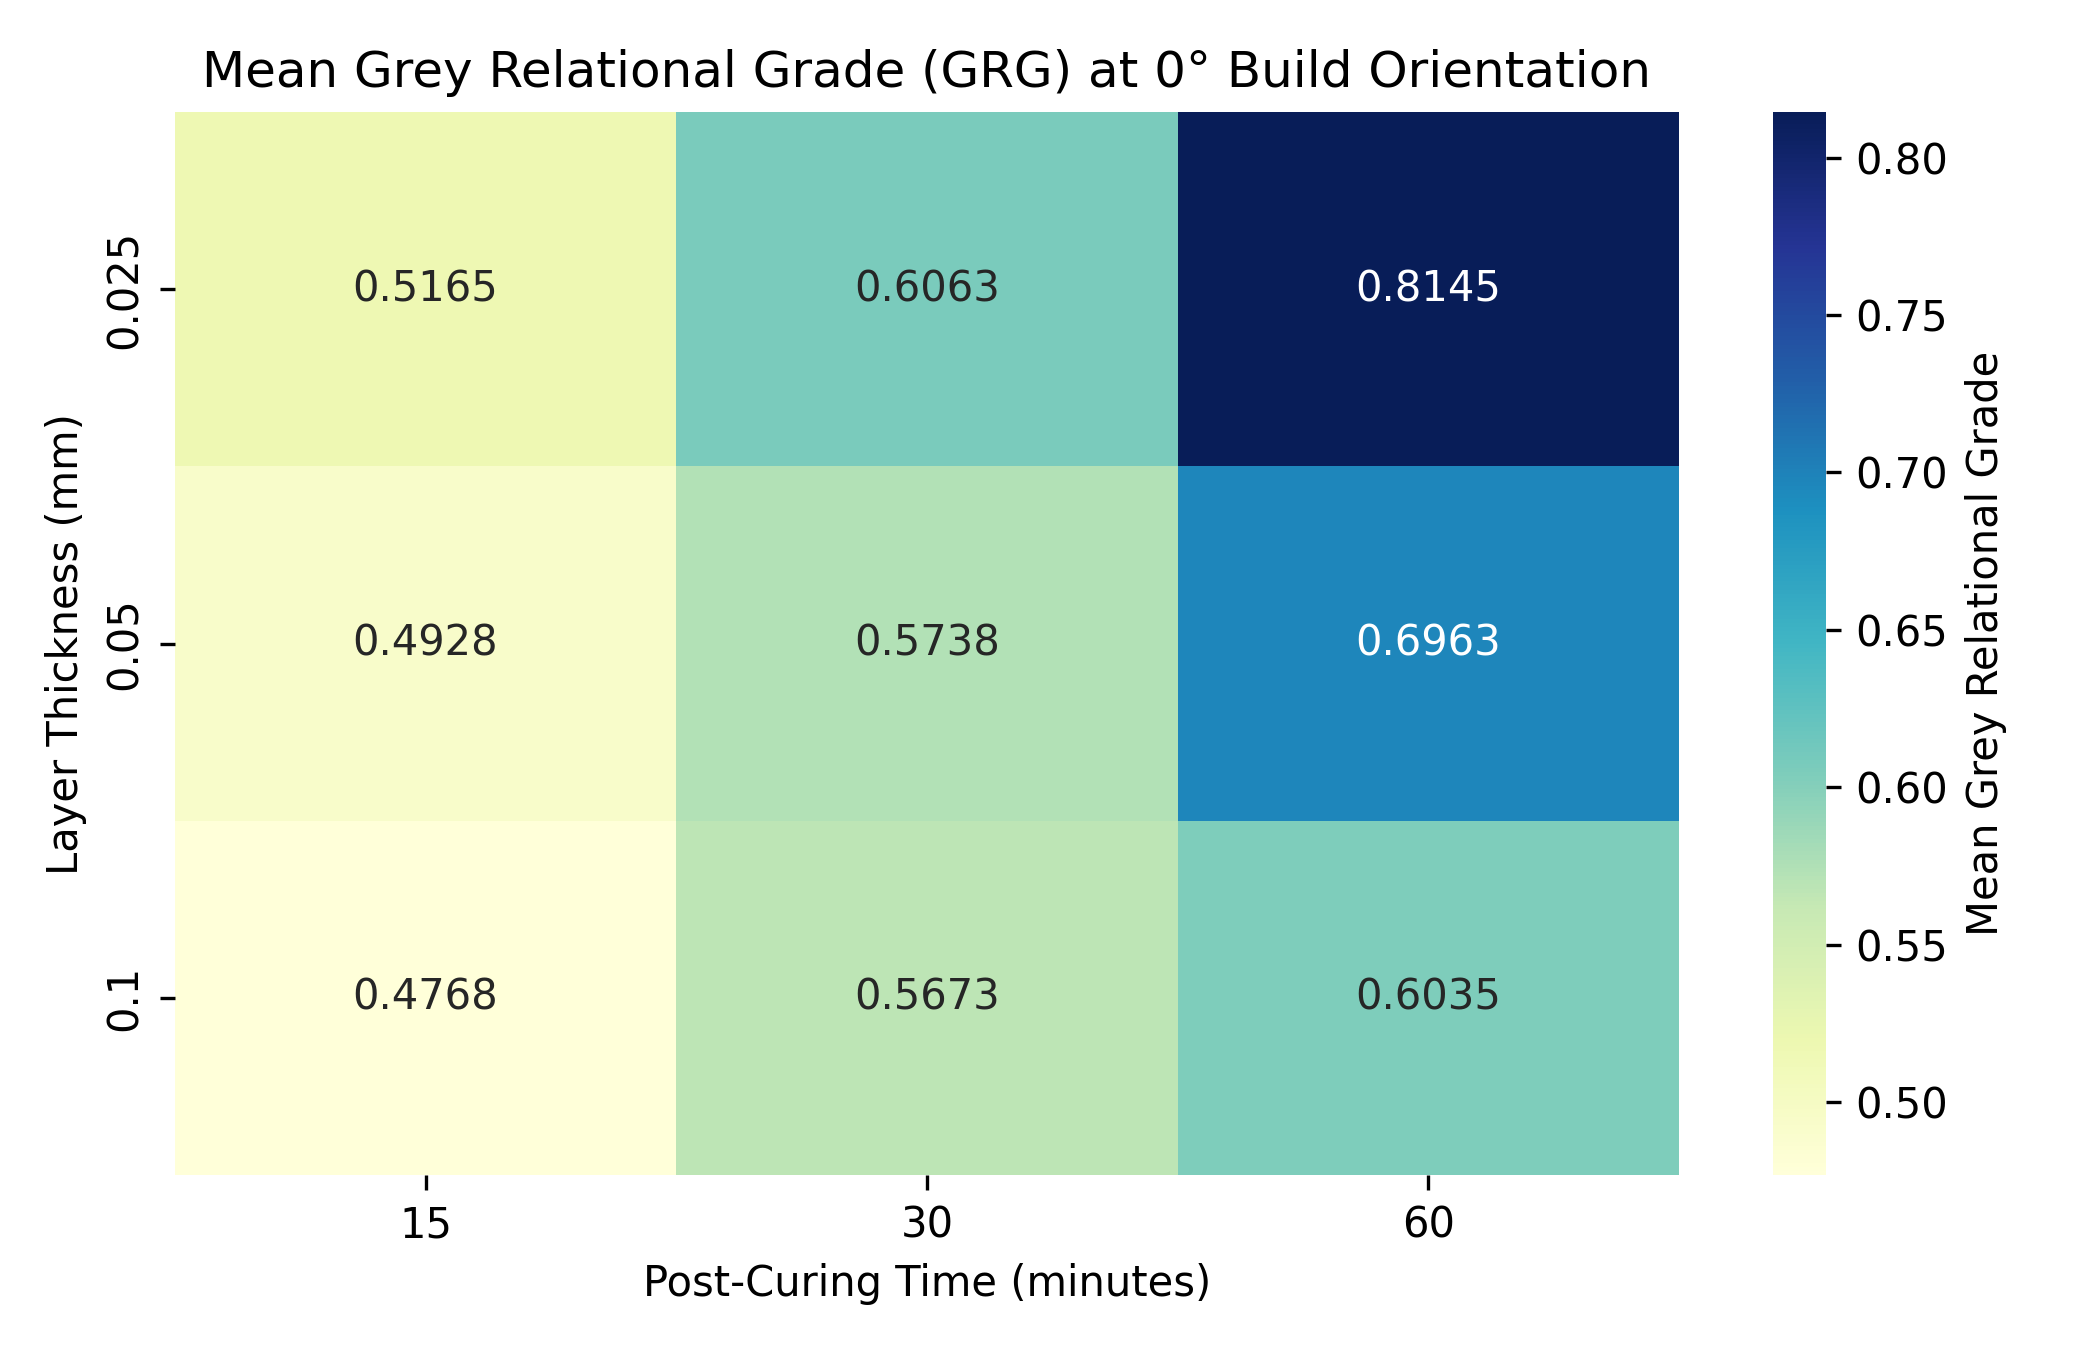 Mean Grey Relational Grade (GRG) at 0° Build Orientation
Layer Thickness (mm)
0.025
0.5165 0.6063 0.8145
0.05
0.4928 0.5738 0.6963
0.1
0.4768 0.5673 0.6035
15 30 60
Post-Curing Time (minutes)
0.80
0.75
0.70
0.65
0.60
0.55
0.50
Mean Grey Relational Grade